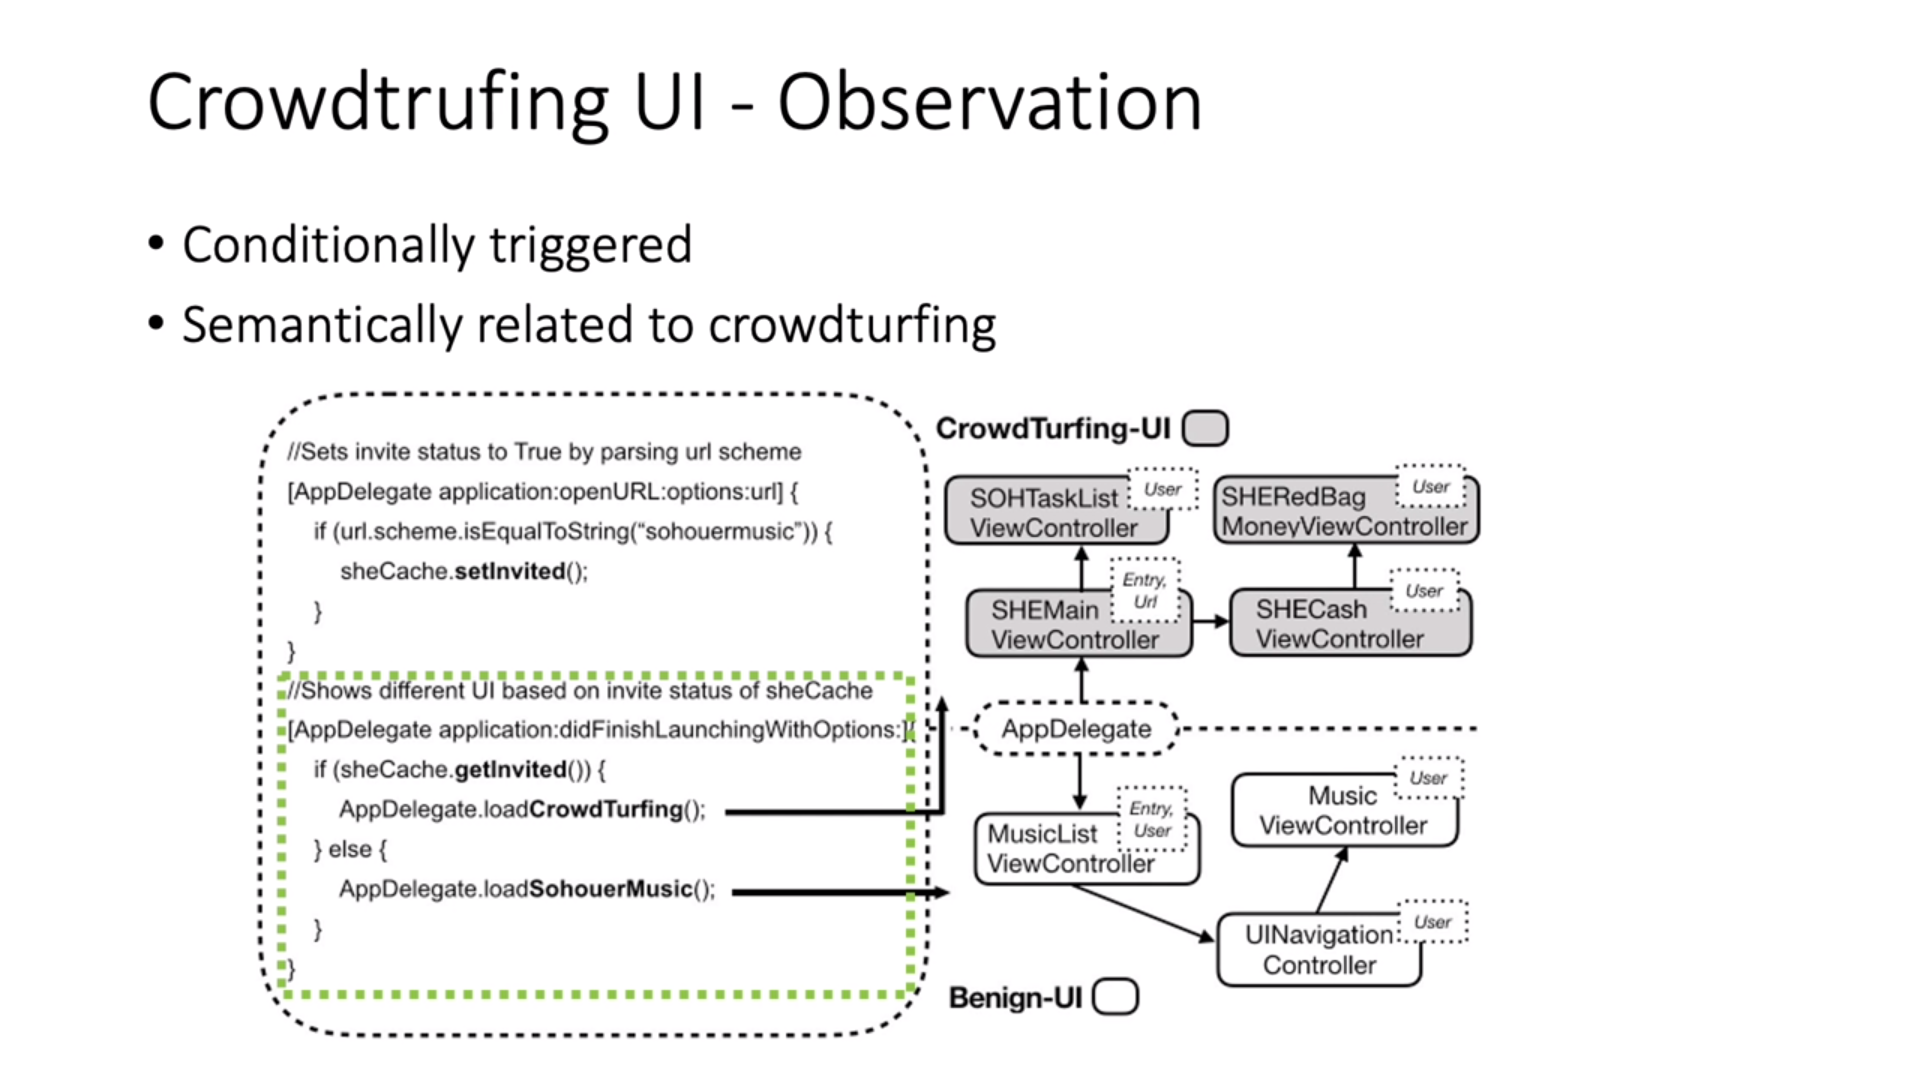 Crowdtrufing UI - Observation
• Conditionally triggered
• Semantically related to crowdturfing
//Sets invite status to True by parsing url scheme
[AppDelegate application:openURL:options:url] {
if (url.scheme.isEqualToString(“sohouermusic”)) {
sheCache.setInvited();
}
}
//Shows different UI based on invite status of sheCache
[AppDelegate application:didFinishLaunchingWithOptions:]{
if (sheCache.getInvited()) {
AppDelegate.loadCrowdTurfing();
} else {
AppDelegate.loadSohouerMusic();
}
}
CrowdTurfing-UI
SOHTaskList
ViewController
User
SHERedBag
MoneyViewController
User
SHEMain
ViewController
Entry,
Url
SHECash
ViewController
User
AppDelegate
MusicList
ViewController
Entry,
User
Music
ViewController
User
UINavigation
Controller
User
Benign-UI